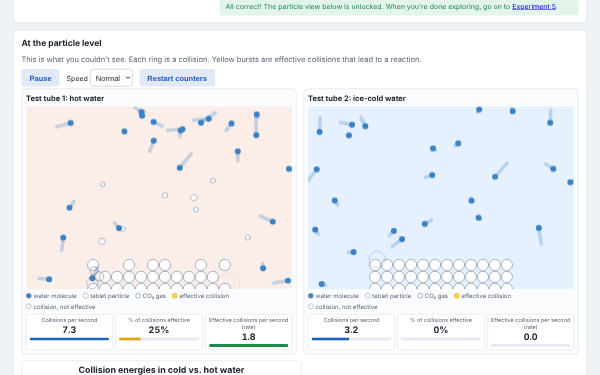 All correct! The particle view below is unlocked. When you're done exploring, go on to Experiment 5.
At the particle level
This is what you couldn't see. Each ring is a collision. Yellow bursts are effective collisions that lead to a reaction.
Pause Speed Normal Restart counters
Test tube 1: hot water
water molecule tablet particle CO₂ gas effective collision
collision, not effective
Collisions per second
7.3
% of collisions effective
25%
Effective collisions per second
(rate)
1.8
Test tube 2: ice-cold water
water molecule tablet particle CO₂ gas effective collision
collision, not effective
Collisions per second
3.2
% of collisions effective
0%
Effective collisions per second
(rate)
0.0
Collision energies in cold vs. hot water